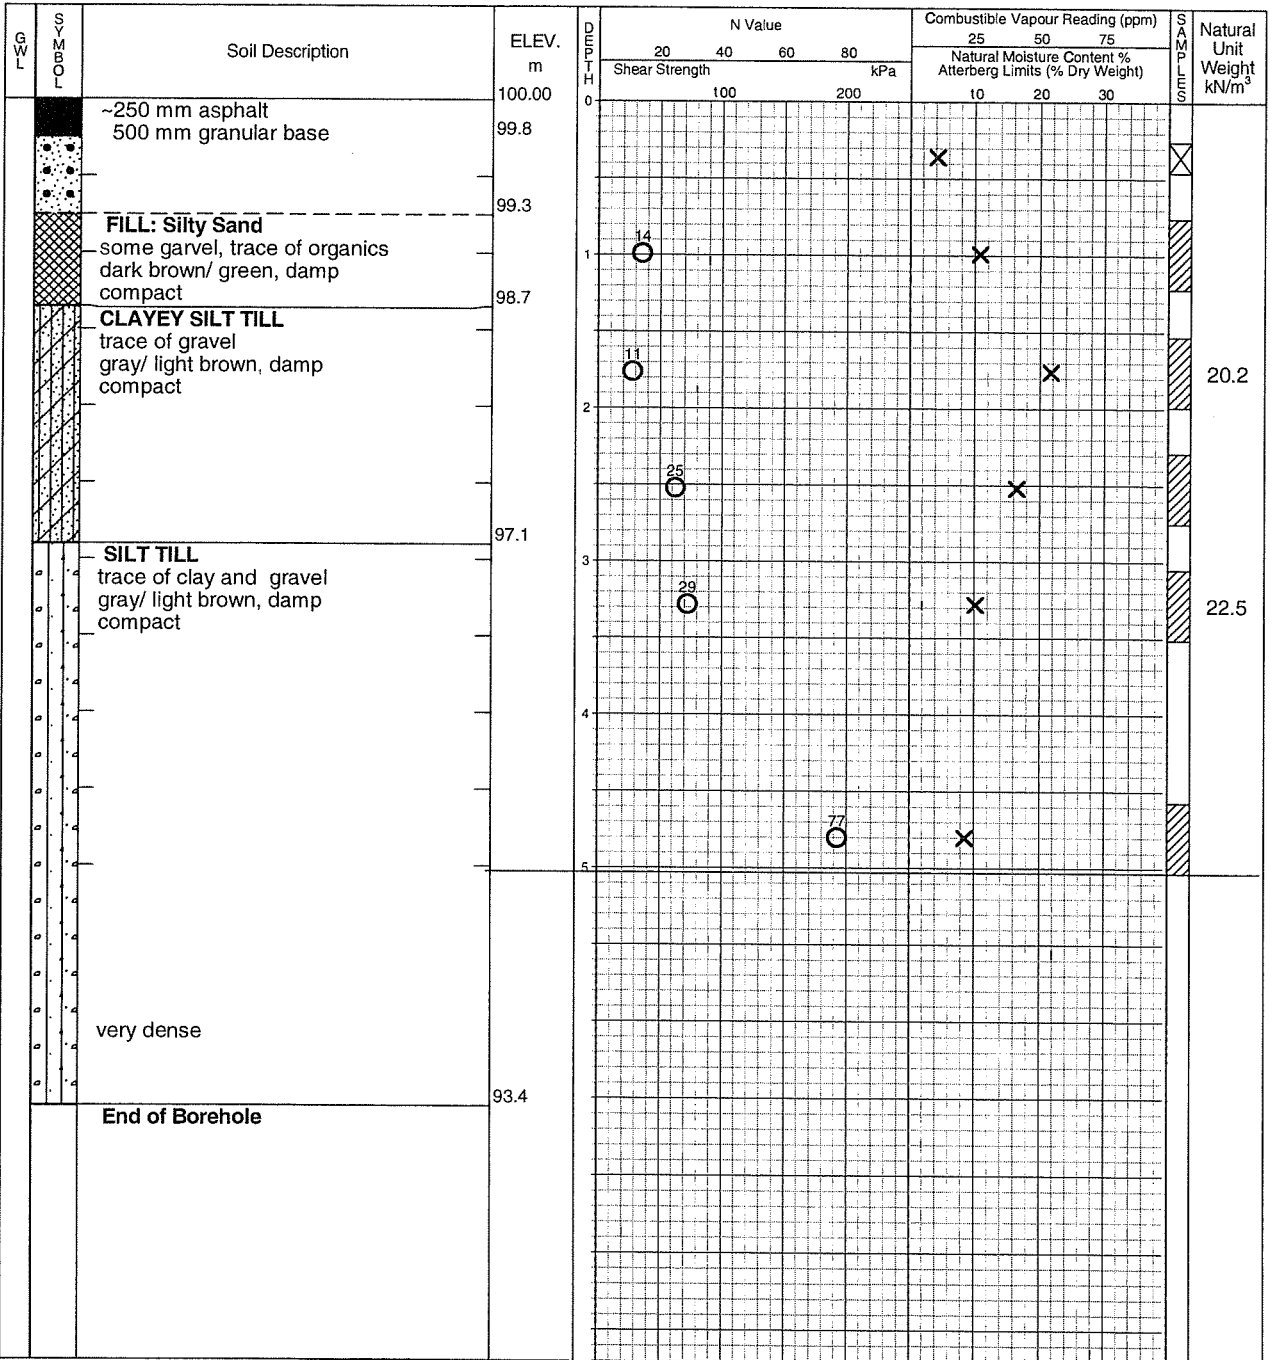 GWL
SYMBOL
Soil Description
ELEV.
m
DEPTH
N Value
20 40 60 80
Shear Strength kPa
100 200
Combustible Vapour Reading (ppm)
25 50 75
Natural Moisture Content %
Atterberg Limits (% Dry Weight)
10 20 30
SAMPLES
Natural
Unit
Weight
kN/m³
100.00
0
~250 mm asphalt
99.8
500 mm granular base
99.3
FILL: Silty Sand
some garvel, trace of organics
14
1
dark brown/ green, damp
compact
98.7
CLAYEY SILT TILL
trace of gravel
11
gray/ light brown, damp
20.2
compact
2
25
97.1
SILT TILL
3
trace of clay and gravel
29
gray/ light brown, damp
22.5
compact
4
77
5
very dense
93.4
End of Borehole